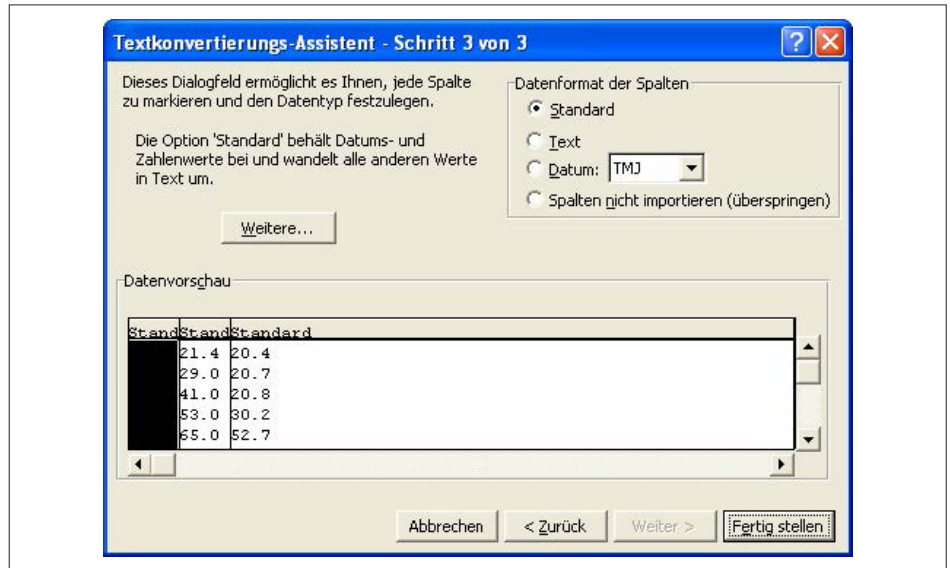 Textkonvertierungs-Assistent - Schritt 3 von 3
Dieses Dialogfeld ermöglicht es Ihnen, jede Spalte
zu markieren und den Datentyp festzulegen.
Die Option 'Standard' behält Datums- und
Zahlenwerte bei und wandelt alle anderen Werte
in Text um.
Weitere...
Datenformat der Spalten
Standard
Text
Datum: TMJ
Spalten nicht importieren (überspringen)
Datenvorschau
StandStandStandard
21.4 20.4
29.0 20.7
41.0 20.8
53.0 30.2
65.0 52.7
Abbrechen
< Zurück
Weiter >
Fertig stellen